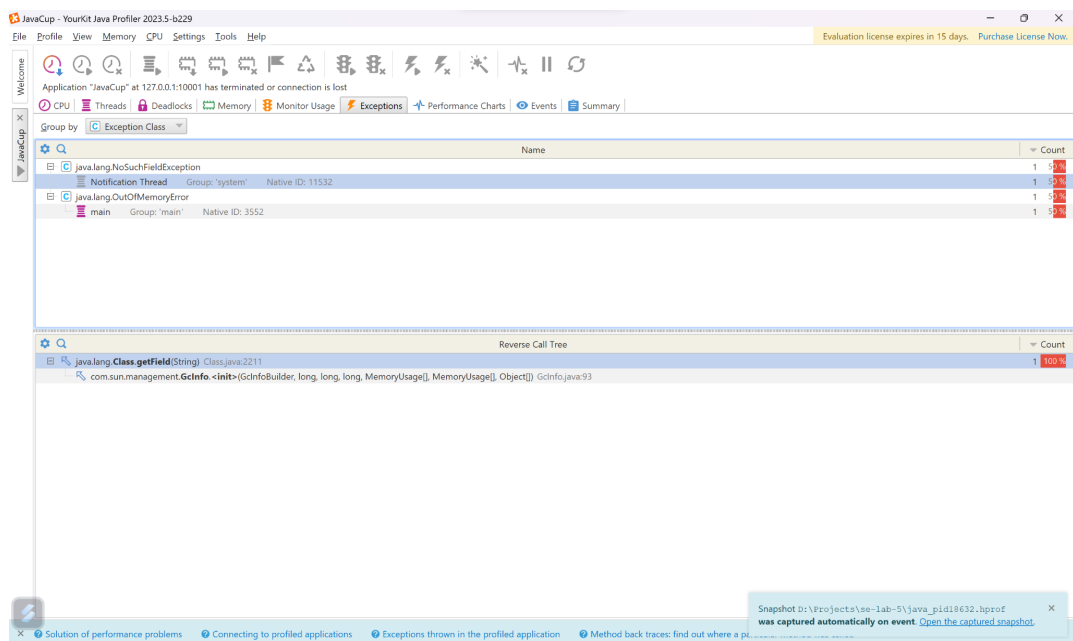 JavaCup - YourKit Java Profiler 2023.5-b229
File Profile View Memory CPU Settings Tools Help
Evaluation license expires in 15 days. Purchase License Now.
Welcome
JavaCup
Application "JavaCup" at 127.0.0.1:10001 has terminated or connection is lost
CPU Threads Deadlocks Memory Monitor Usage Exceptions Performance Charts Events Summary
Group by Exception Class
Name Count
java.lang.NoSuchFieldException 1 50 %
Notification Thread Group: 'system' Native ID: 11532 1 50 %
java.lang.OutOfMemoryError 1 50 %
main Group: 'main' Native ID: 3552 1 50 %
Reverse Call Tree Count
java.lang.Class.getField(String) Class.java:2211 1 100 %
com.sun.management.GcInfo.<init>(GcInfoBuilder, long, long, long, MemoryUsage[], MemoryUsage[], Object[]) GcInfo.java:93
Snapshot D:\Projects\se-lab-5\java_pid18632.hprof
was captured automatically on event. Open the captured snapshot.
Solution of performance problems Connecting to profiled applications Exceptions thrown in the profiled application Method back traces: find out where a